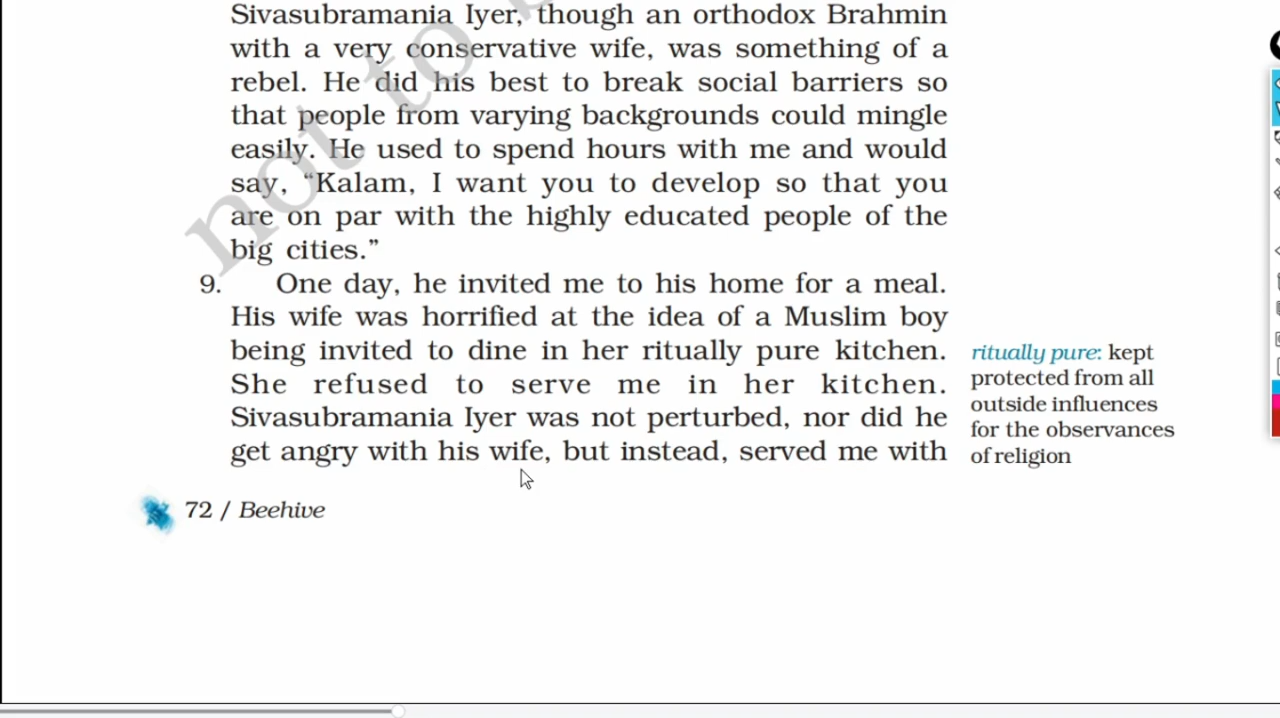 Sivasubramania Iyer, though an orthodox Brahmin
with a very conservative wife, was something of a
rebel. He did his best to break social barriers so
that people from varying backgrounds could mingle
easily. He used to spend hours with me and would
say, “Kalam, I want you to develop so that you
are on par with the highly educated people of the
big cities.”
9. One day, he invited me to his home for a meal.
His wife was horrified at the idea of a Muslim boy
being invited to dine in her ritually pure kitchen.
She refused to serve me in her kitchen.
Sivasubramania Iyer was not perturbed, nor did he
get angry with his wife, but instead, served me with
ritually pure: kept
protected from all
outside influences
for the observances
of religion
72 / Beehive
not to